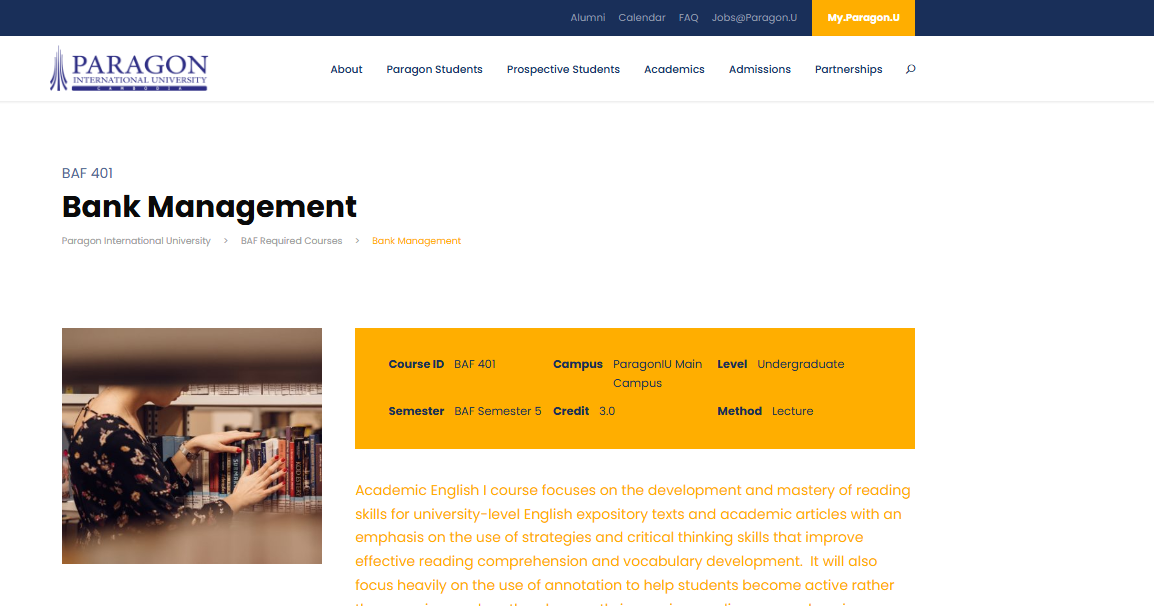 Alumni Calendar FAQ Jobs@Paragon.U My.Paragon.U
PARAGON
INTERNATIONAL UNIVERSITY
CAMBODIA
About Paragon Students Prospective Students Academics Admissions Partnerships
BAF 401
Bank Management
Paragon International University > BAF Required Courses > Bank Management
Course ID BAF 401 Campus ParagonIU Main Level Undergraduate
Campus
Semester BAF Semester 5 Credit 3.0 Method Lecture
Academic English I course focuses on the development and mastery of reading
skills for university-level English expository texts and academic articles with an
emphasis on the use of strategies and critical thinking skills that improve
effective reading comprehension and vocabulary development. It will also
focus heavily on the use of annotation to help students become active rather